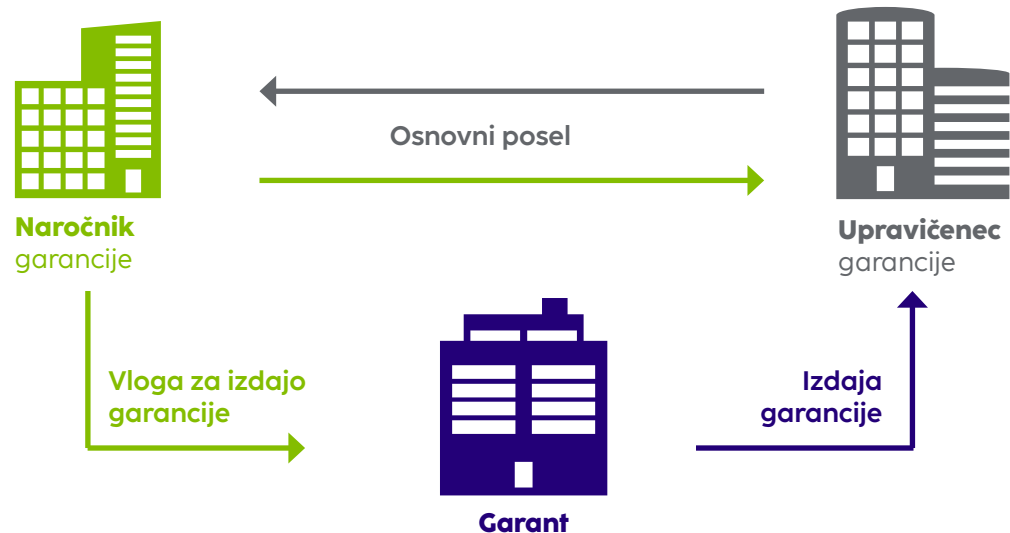 Osnovni posel
Naročnik
garancije
Upravičenec
garancije
Vloga za izdajo
garancije
Izdaja
garancije
Garant